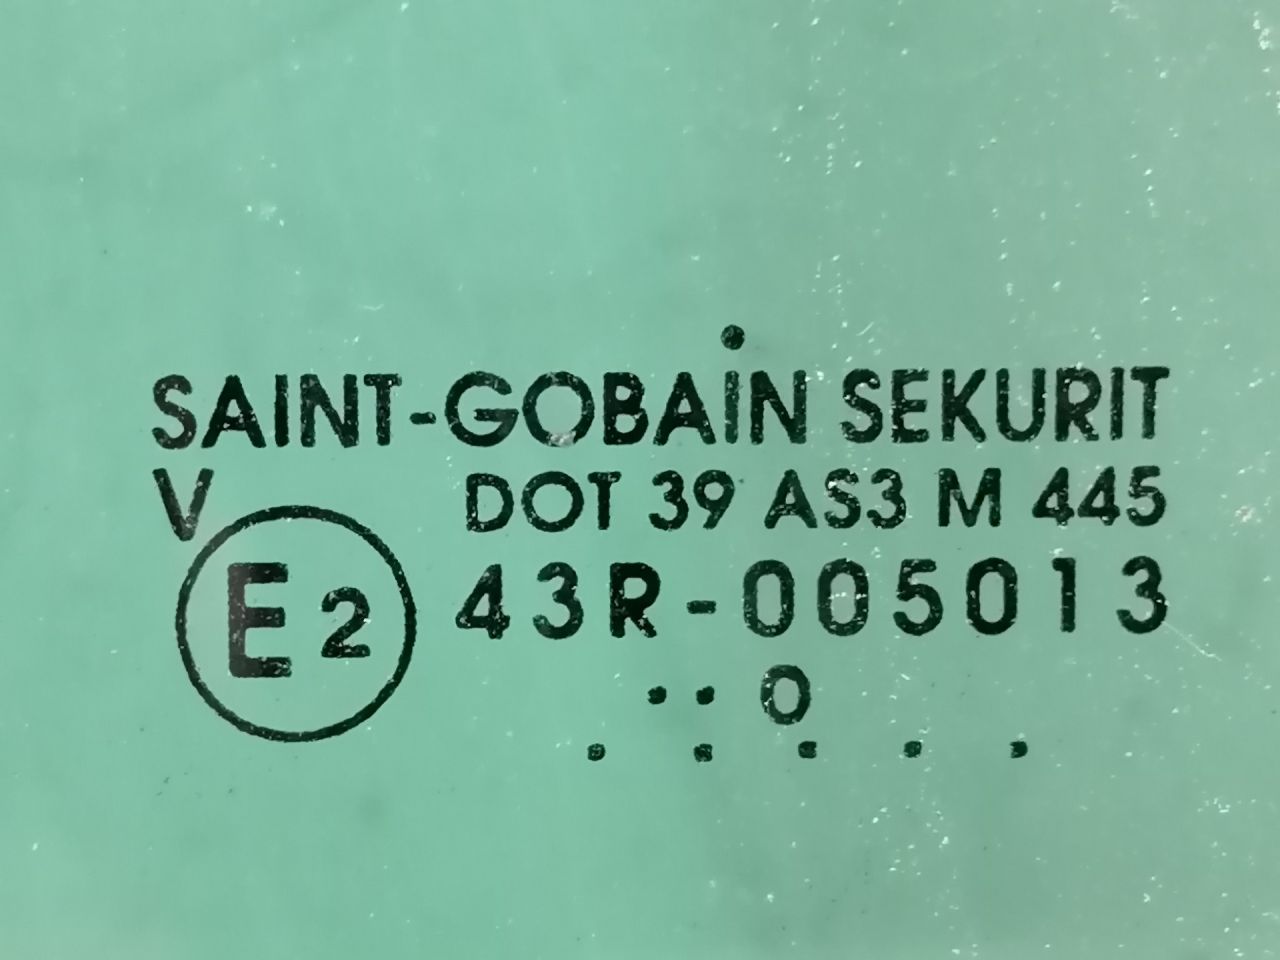 SAINT-GOBAIN SEKURIT
V DOT 39 AS3 M 445
E2 43R-005013
.. 0
. . . . .